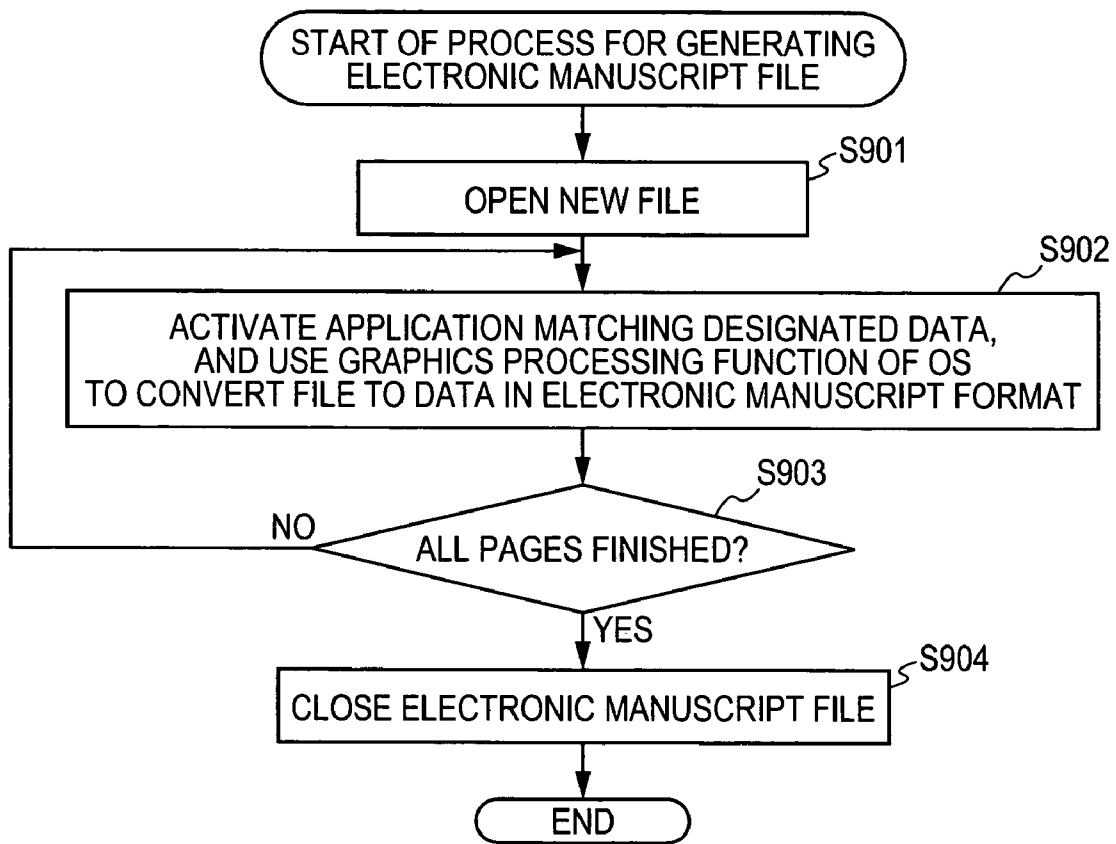 START OF PROCESS FOR GENERATING
ELECTRONIC MANUSCRIPT FILE
S901
OPEN NEW FILE
S902
ACTIVATE APPLICATION MATCHING DESIGNATED DATA,
AND USE GRAPHICS PROCESSING FUNCTION OF OS
TO CONVERT FILE TO DATA IN ELECTRONIC MANUSCRIPT FORMAT
S903
NO
ALL PAGES FINISHED?
YES
S904
CLOSE ELECTRONIC MANUSCRIPT FILE
END